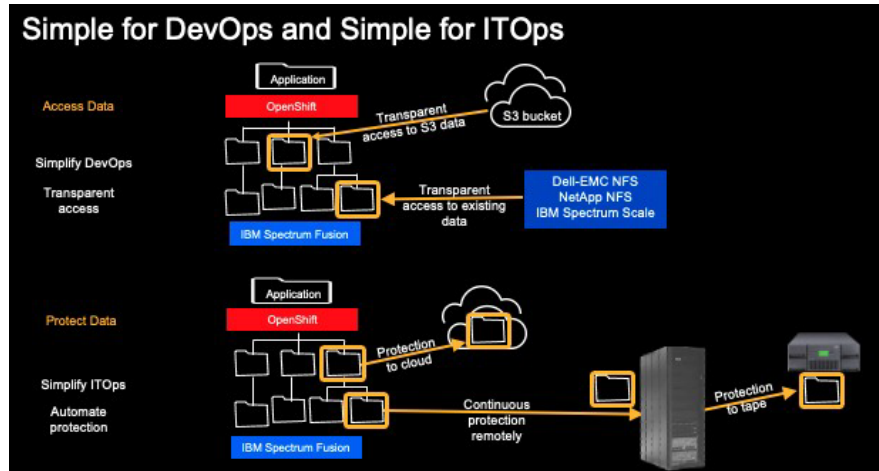 Simple for DevOps and Simple for ITOps
Access Data
Simplify DevOps
Transparent
access
Application
OpenShift
IBM Spectrum Fusion
Transparent
access to S3 data
S3 bucket
Transparent
access to existing
data
Dell-EMC NFS
NetApp NFS
IBM Spectrum Scale
Protect Data
Simplify ITOps
Automate
protection
Application
OpenShift
IBM Spectrum Fusion
Protection
to cloud
Continuous
protection
remotely
Protection
to tape